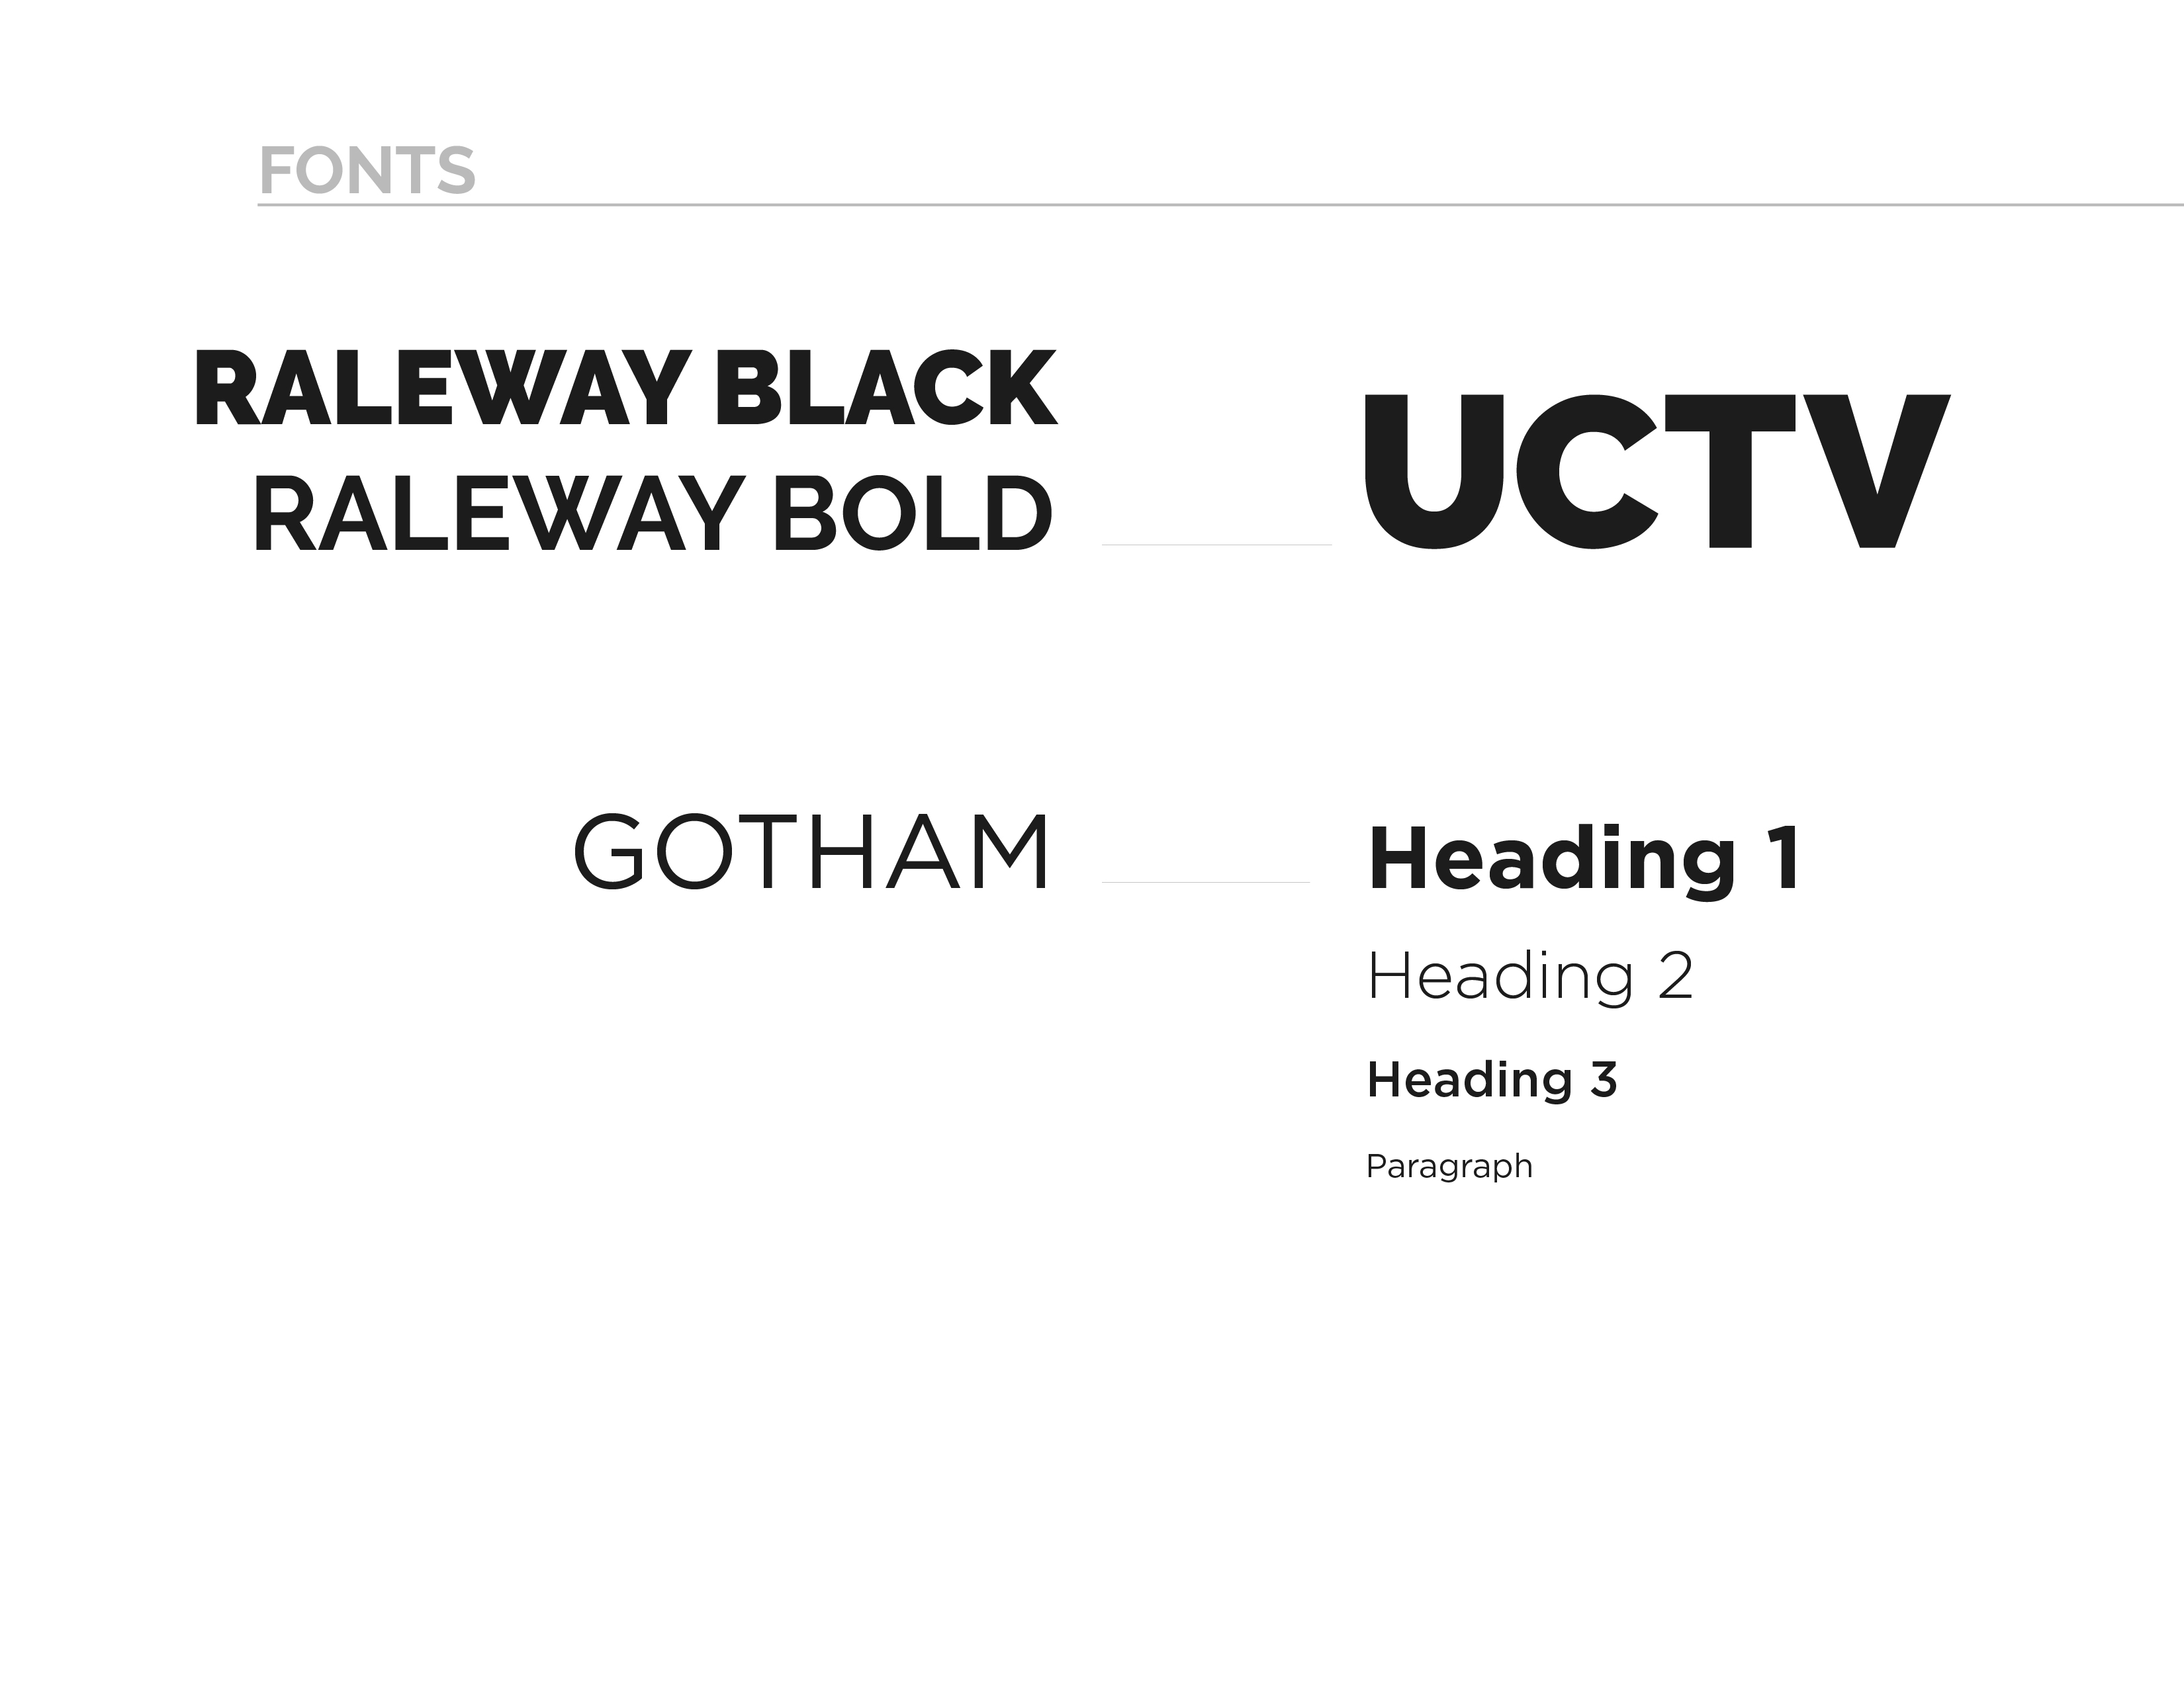 FONTS
RALEWAY BLACK
RALEWAY BOLD
UCTV
GOTHAM
Heading 1
Heading 2
Heading 3
Paragraph